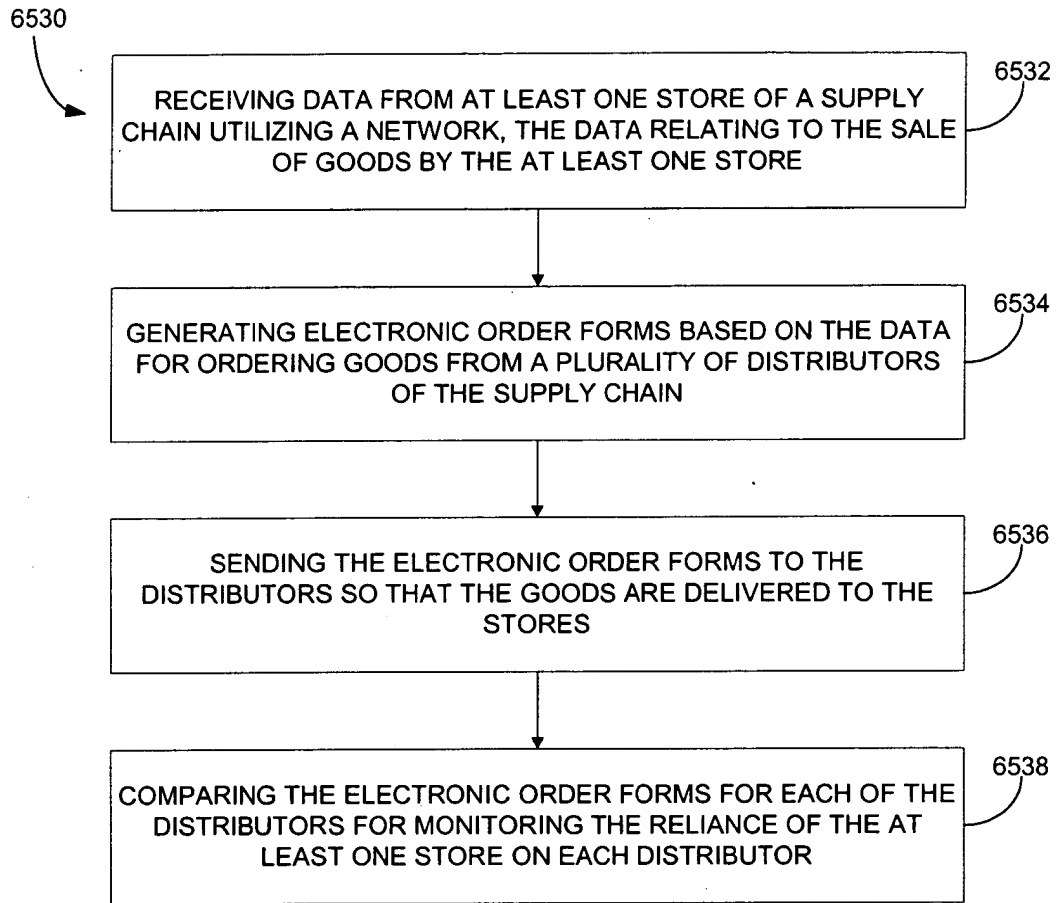 6530
6532
RECEIVING DATA FROM AT LEAST ONE STORE OF A SUPPLY
CHAIN UTILIZING A NETWORK, THE DATA RELATING TO THE SALE
OF GOODS BY THE AT LEAST ONE STORE
6534
GENERATING ELECTRONIC ORDER FORMS BASED ON THE DATA
FOR ORDERING GOODS FROM A PLURALITY OF DISTRIBUTORS
OF THE SUPPLY CHAIN
6536
SENDING THE ELECTRONIC ORDER FORMS TO THE
DISTRIBUTORS SO THAT THE GOODS ARE DELIVERED TO THE
STORES
6538
COMPARING THE ELECTRONIC ORDER FORMS FOR EACH OF THE
DISTRIBUTORS FOR MONITORING THE RELIANCE OF THE AT
LEAST ONE STORE ON EACH DISTRIBUTOR